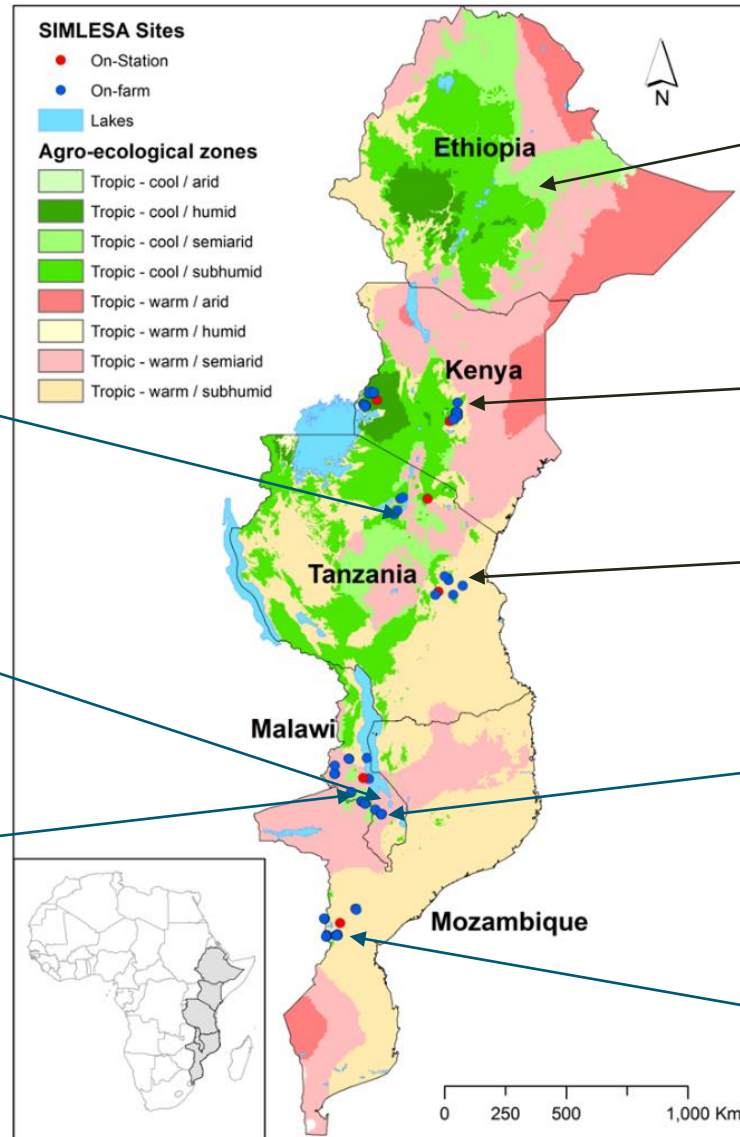 SIMLESA Sites
On-Station
On-farm
Lakes
Agro-ecological zones
Tropic - cool / arid
Tropic - cool / humid
Tropic - cool / semiarid
Tropic - cool / subhumid
Tropic - warm / arid
Tropic - warm / humid
Tropic - warm / semiarid
Tropic - warm / subhumid
N
Ethiopia
Kenya
Tanzania
Malawi
Mozambique
0 250 500 1,000 Km